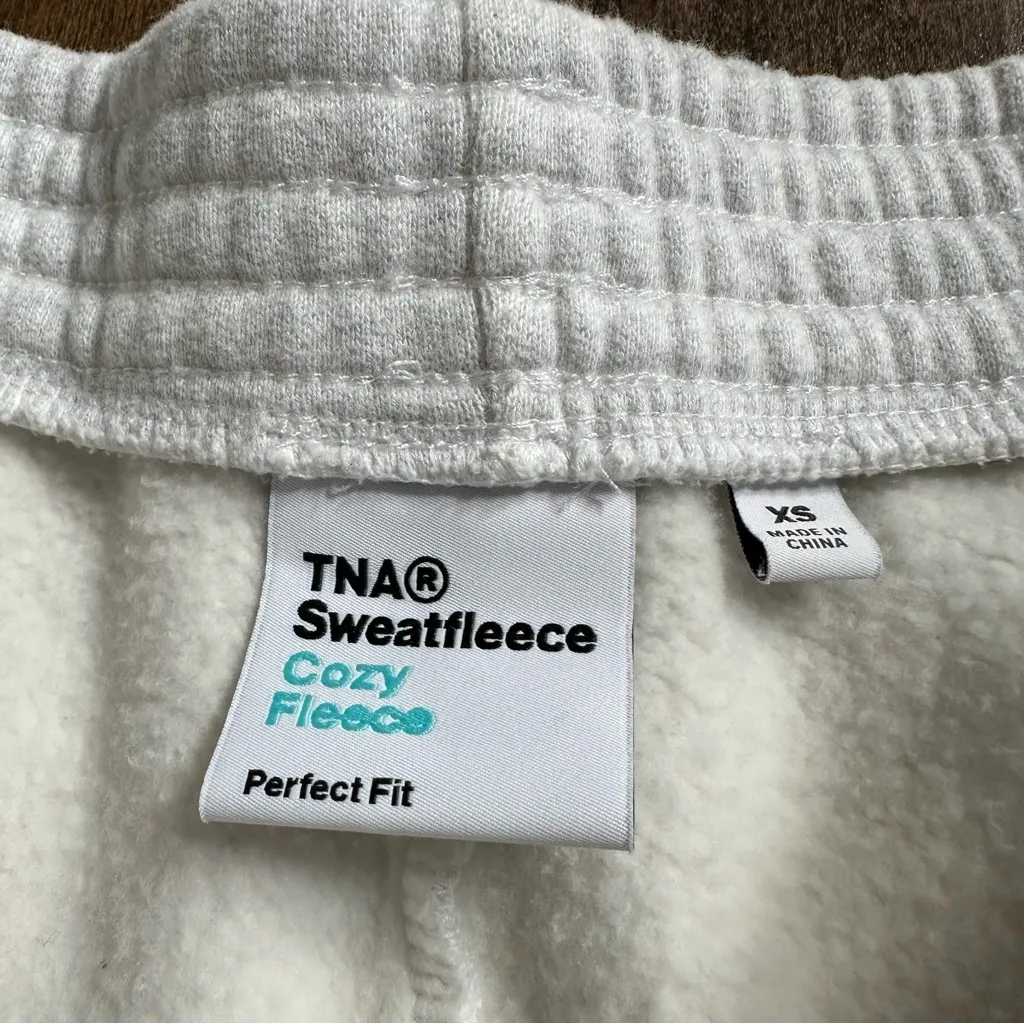 TNA®
Sweatfleece
Cozy
Fleece
Perfect Fit
XS
MADE IN
CHINA